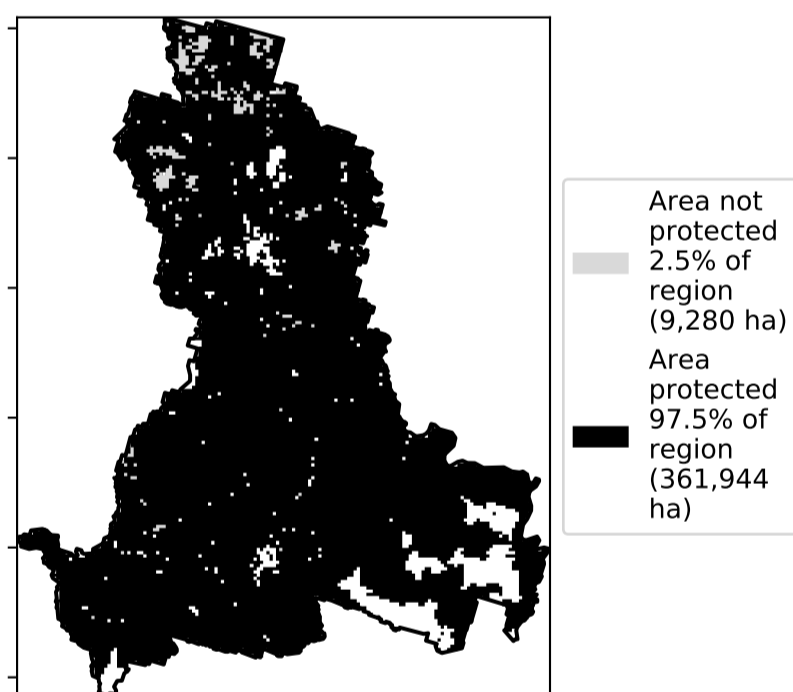 Area not
protected
2.5% of
region
(9,280 ha)
Area
protected
97.5% of
region
(361,944
ha)